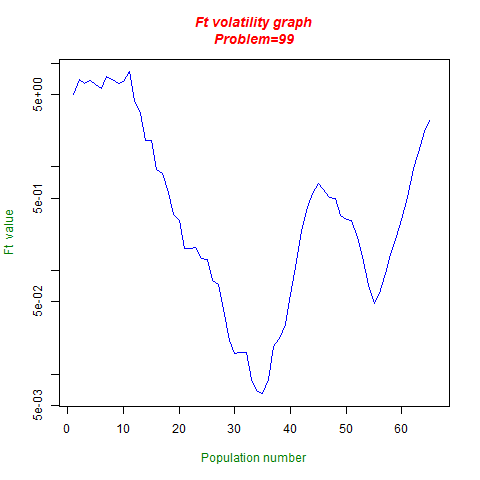 Ft volatility graph
Problem=99
5e+00
5e-01
5e-02
5e-03
Ft value
0 10 20 30 40 50 60
Population number